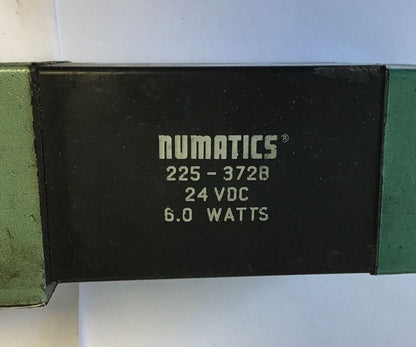 NUMATICS®
225-372B
24 VDC
6.0 WATTS